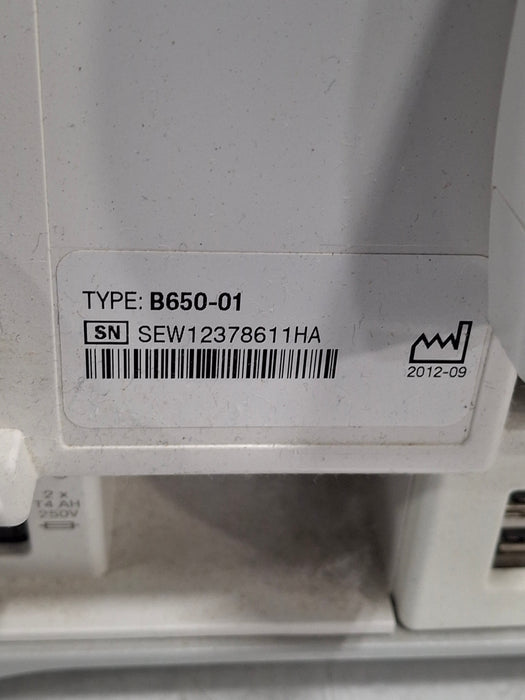 TYPE: B650-01
SN SEW12378611HA
2012-09
2 x
T4 AH
250V